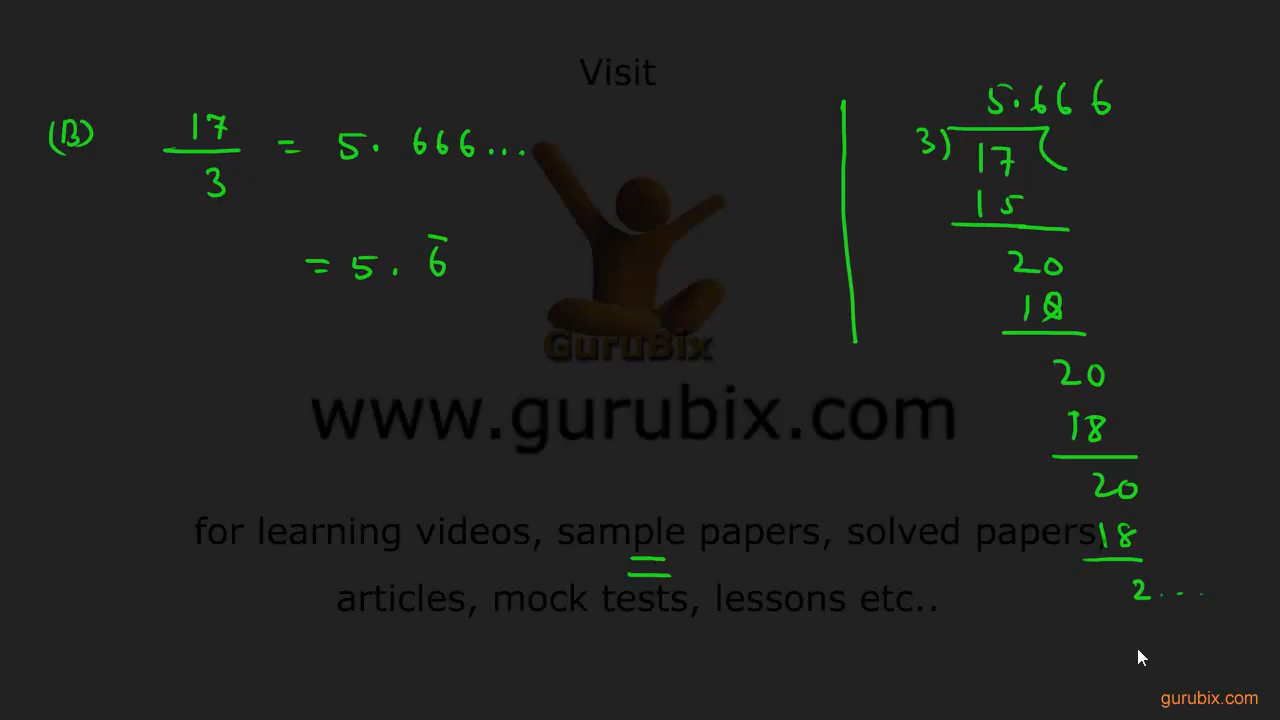 Visit
(B) 17/3 = 5.666...
= 5.6̅
5.666
3)17(
15
20
18
20
18
20
18
2...
GuruBix
www.gurubix.com
for learning videos, sample papers, solved papers,
articles, mock tests, lessons etc..
gurubix.com